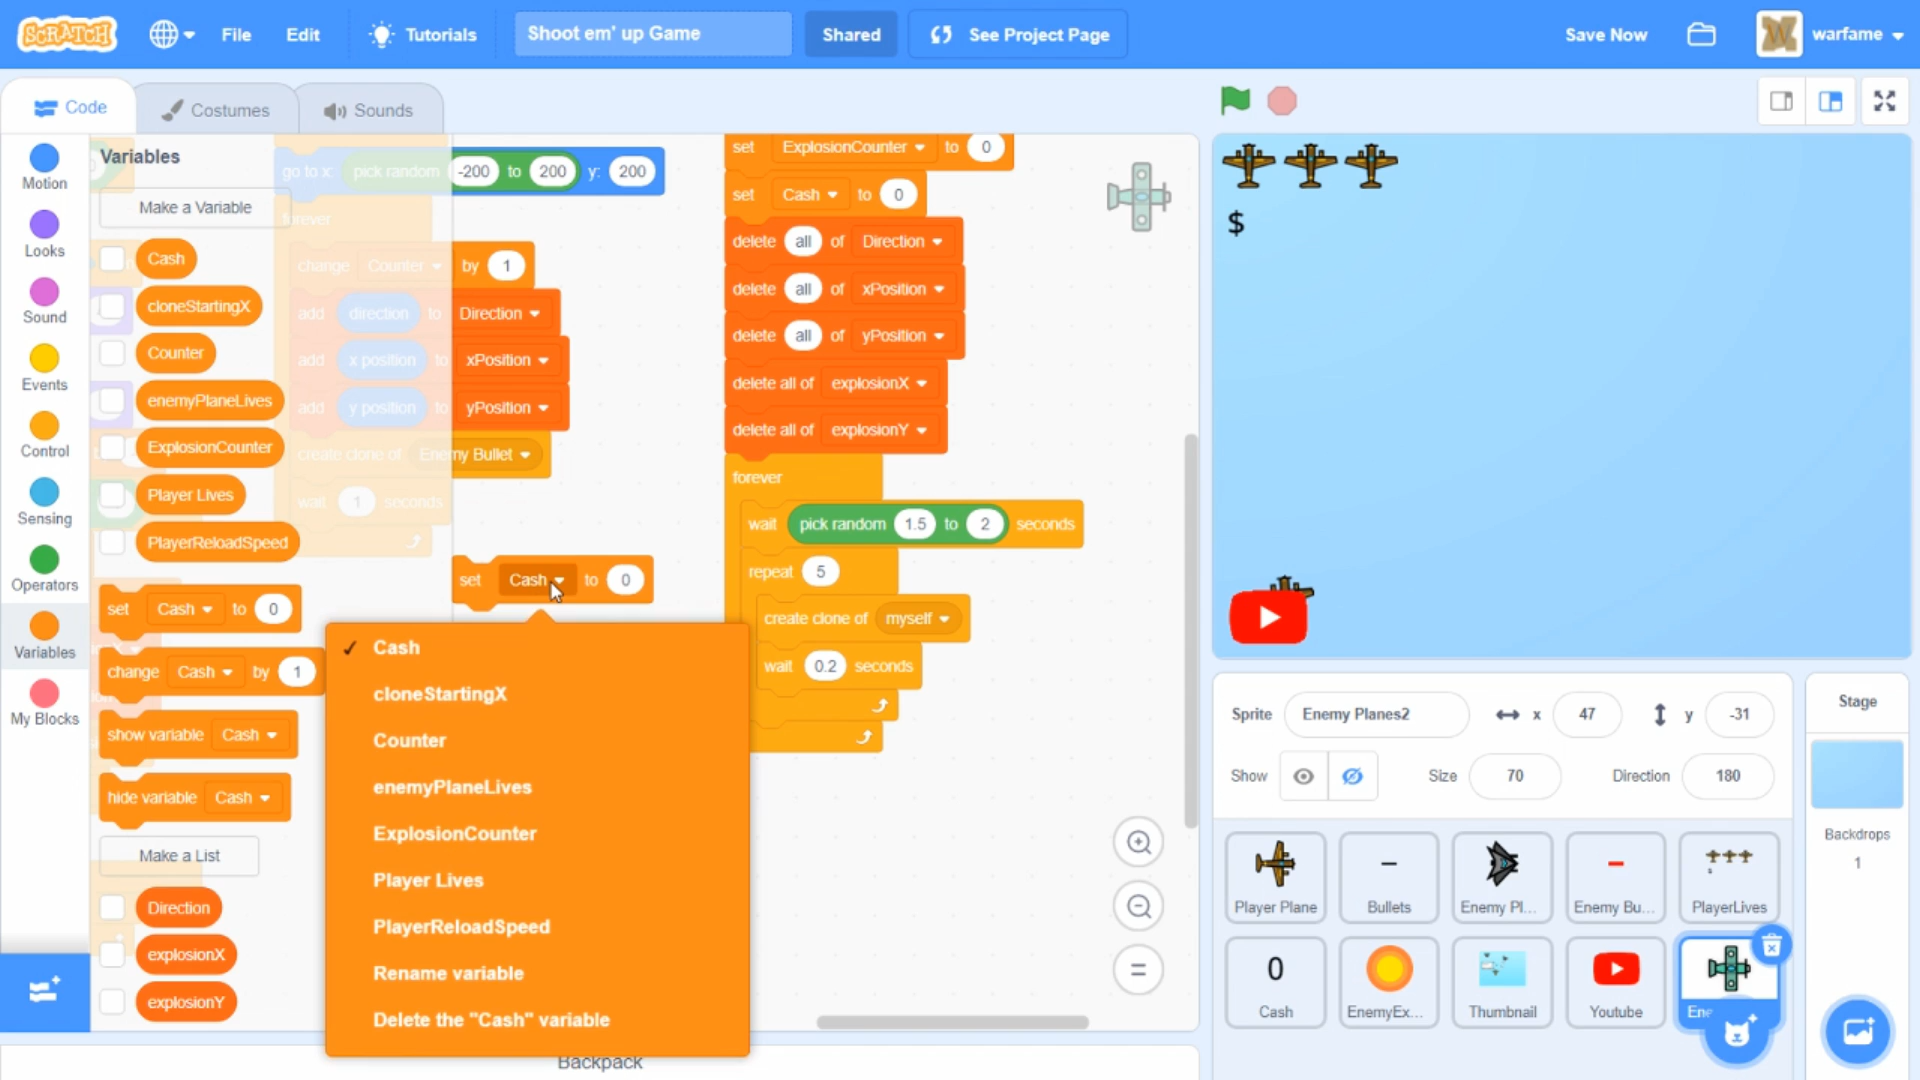 SCRATCH
File
Edit
Tutorials
Shoot em' up Game
Shared
See Project Page
Save Now
warfame
Code
Costumes
Sounds
Motion
Looks
Sound
Events
Control
Sensing
Operators
Variables
My Blocks
Variables
Make a Variable
Cash
cloneStartingX
Counter
enemyPlaneLives
ExplosionCounter
Player Lives
PlayerReloadSpeed
set Cash to 0
change Cash by 1
show variable Cash
hide variable Cash
Make a List
Direction
explosionX
explosionY
go to x: pick random -200 to 200 y: 200
forever
change Counter by 1
add direction to Direction
add x position to xPosition
add y position to yPosition
create clone of Enemy Bullet
wait 1 seconds
set Cash to 0
✓ Cash
cloneStartingX
Counter
enemyPlaneLives
ExplosionCounter
Player Lives
PlayerReloadSpeed
Rename variable
Delete the "Cash" variable
set ExplosionCounter to 0
set Cash to 0
delete all of Direction
delete all of xPosition
delete all of yPosition
delete all of explosionX
delete all of explosionY
forever
wait pick random 1.5 to 2 seconds
repeat 5
create clone of myself
wait 0.2 seconds
Backpack
$
Sprite Enemy Planes2 x 47 y -31
Show Size 70 Direction 180
Player Plane
Bullets
Enemy Pl...
Enemy Bu...
PlayerLives
0
Cash
EnemyEx...
Thumbnail
Youtube
Ene
Stage
Backdrops
1